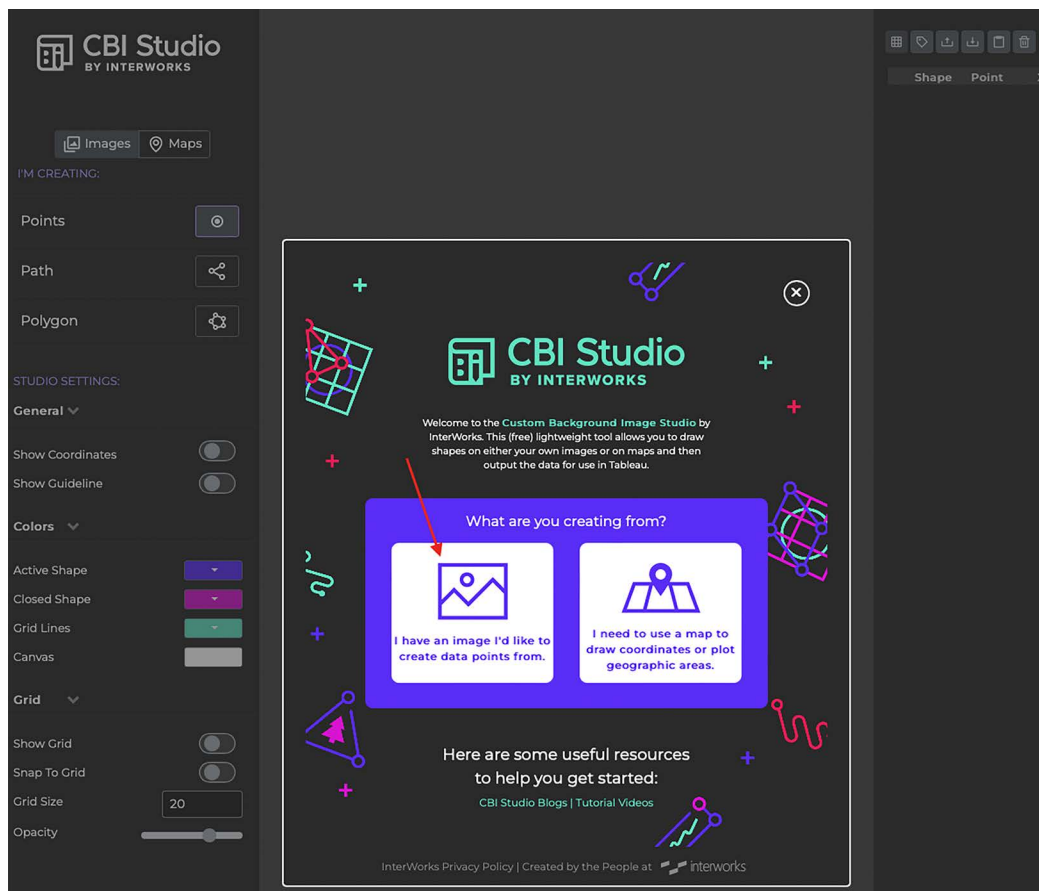 CBI Studio
BY INTERWORKS
Images
Maps
I'M CREATING:
Points
Path
Polygon
STUDIO SETTINGS:
General
Show Coordinates
Show Guideline
Colors
Active Shape
Closed Shape
Grid Lines
Canvas
Grid
Show Grid
Snap To Grid
Grid Size
20
Opacity
CBI Studio
BY INTERWORKS
Welcome to the Custom Background Image Studio by
InterWorks. This (free) lightweight tool allows you to draw
shapes on either your own images or on maps and then
output the data for use in Tableau.
What are you creating from?
I have an image I'd like to
create data points from.
I need to use a map to
draw coordinates or plot
geographic areas.
Here are some useful resources
to help you get started:
CBI Studio Blogs | Tutorial Videos
InterWorks Privacy Policy | Created by the People at interworks
Shape Point